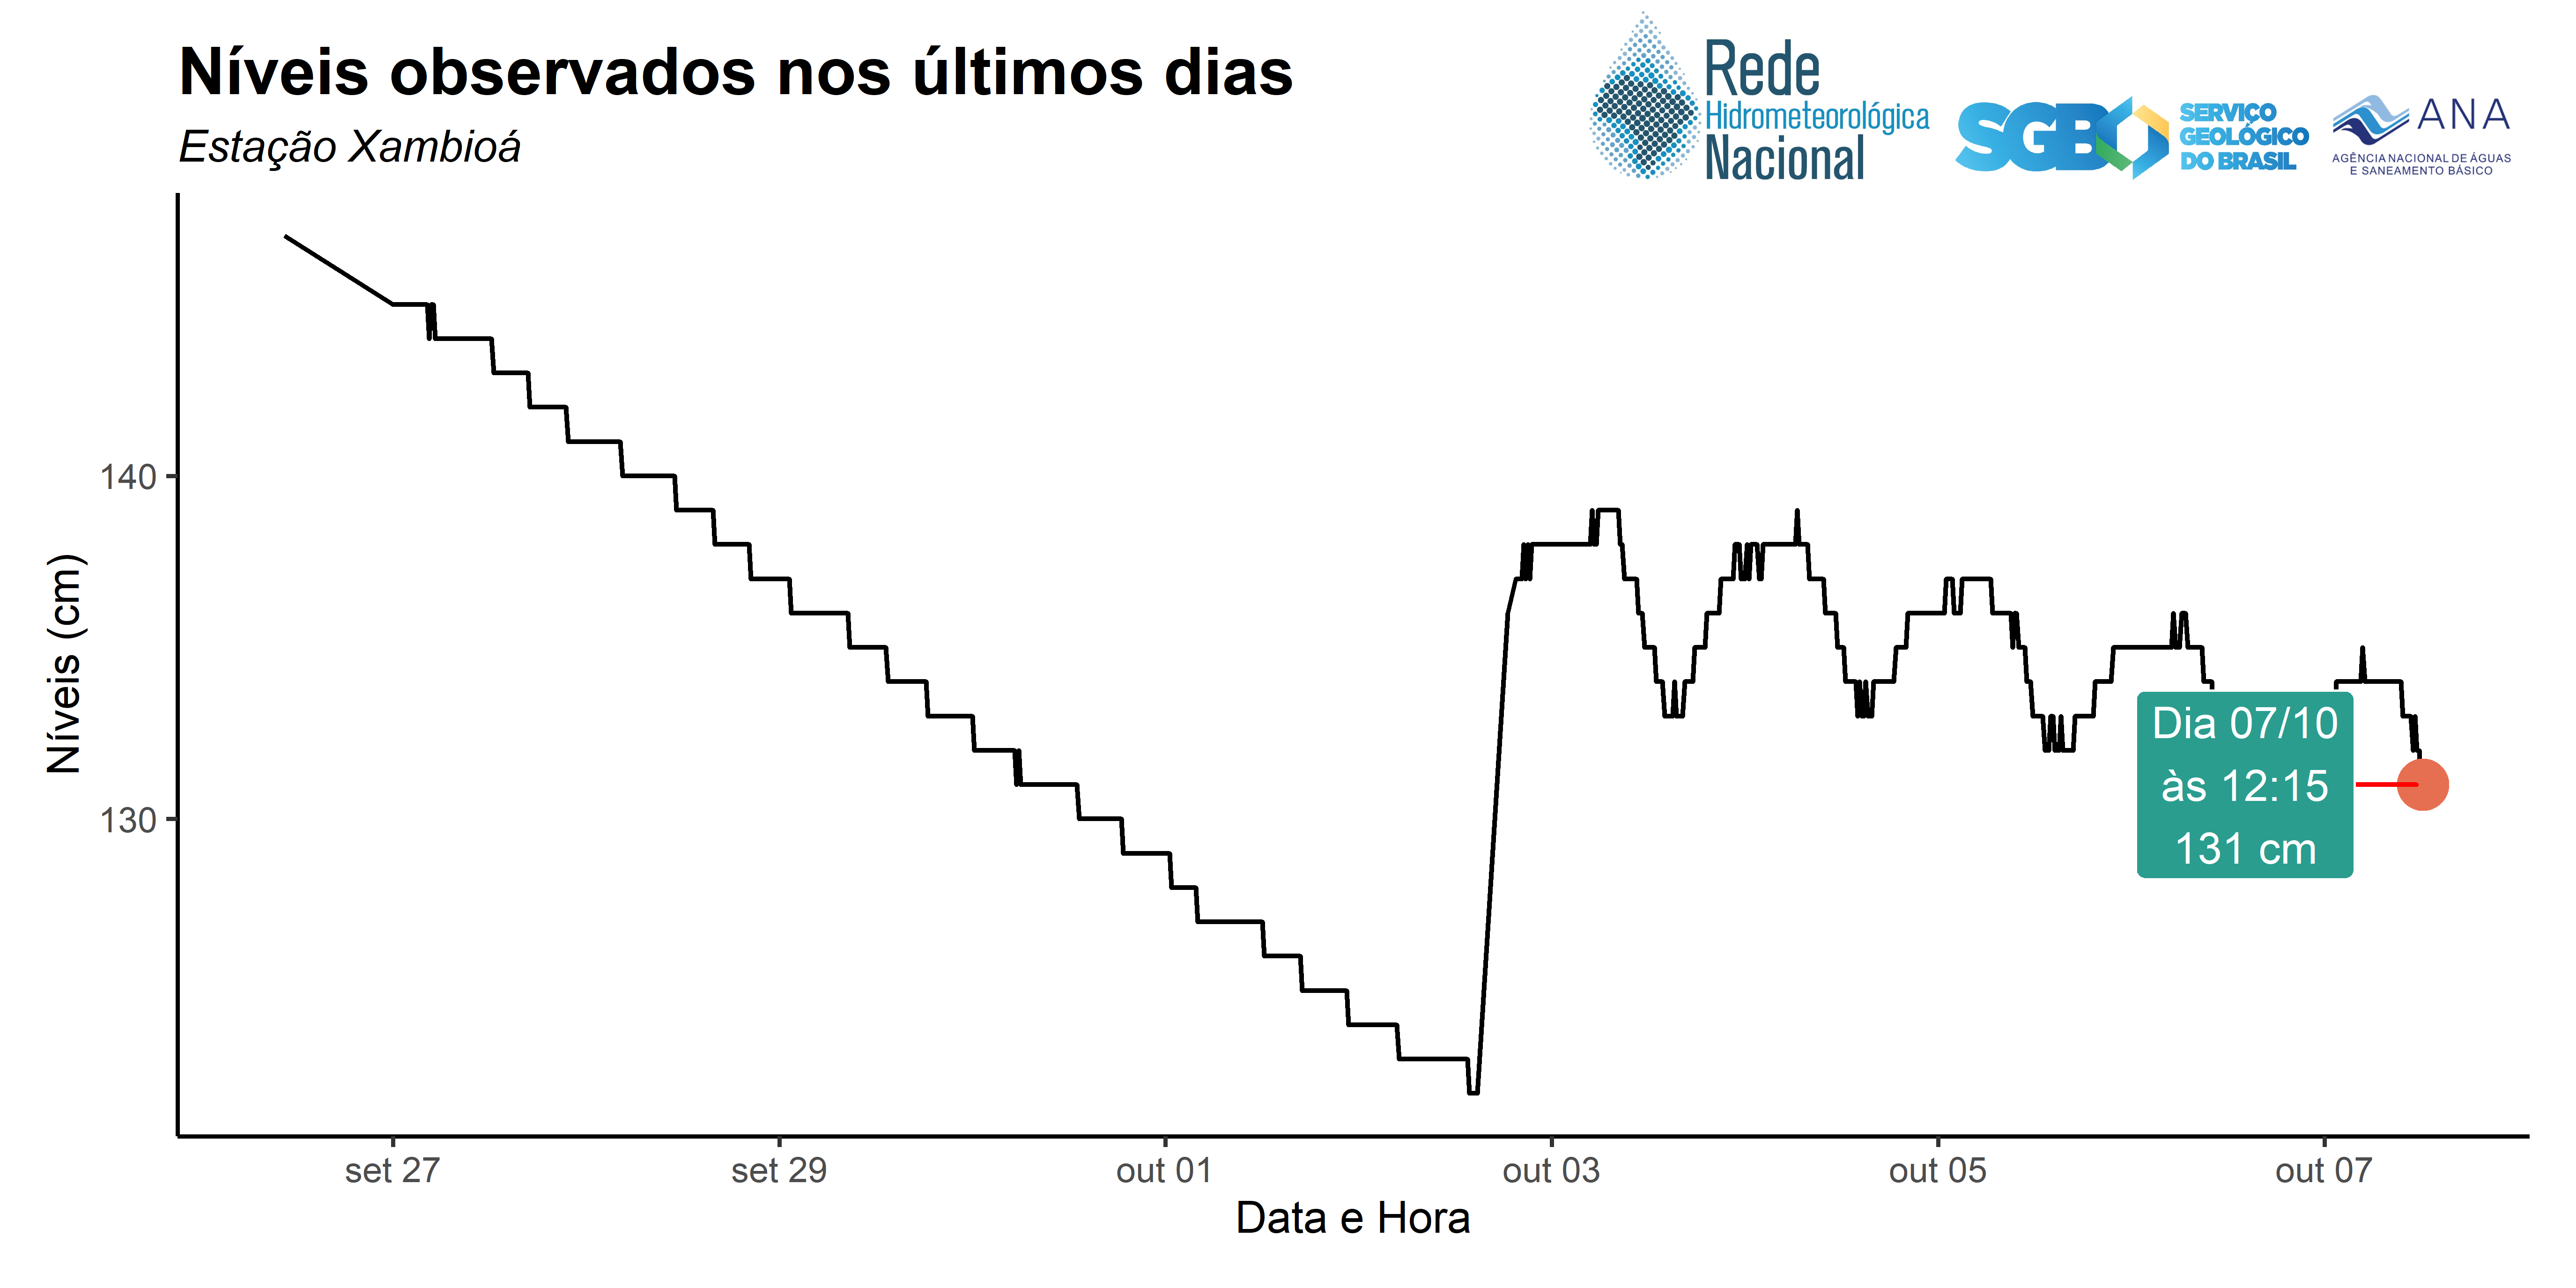 Níveis observados nos últimos dias
Estação Xambioá
Rede
Hidrometeorológica
Nacional
SGB
SERVIÇO
GEOLÓGICO
DO BRASIL
ANA
AGÊNCIA NACIONAL DE ÁGUAS
E SANEAMENTO BÁSICO
Níveis (cm)
140
130
Dia 07/10
às 12:15
131 cm
set 27
set 29
out 01
out 03
out 05
out 07
Data e Hora